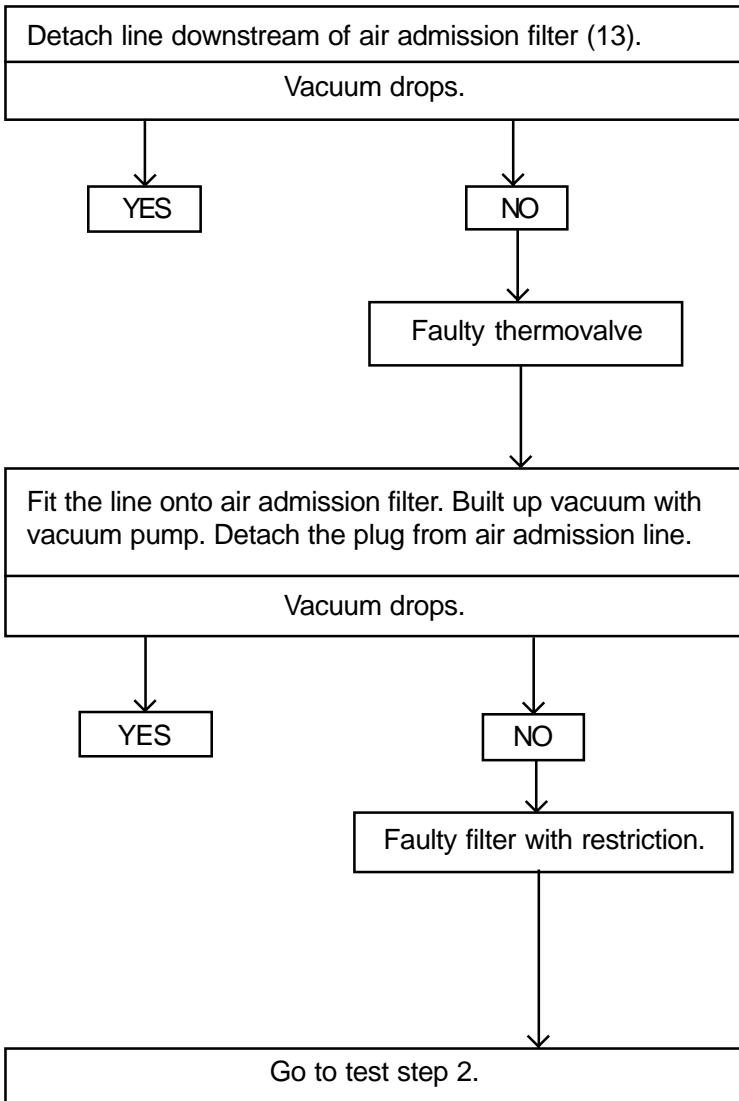 Detach line downstream of air admission filter (13).
Vacuum drops.
YES
NO
Faulty thermovalve
Fit the line onto air admission filter. Built up vacuum with
vacuum pump. Detach the plug from air admission line.
Vacuum drops.
YES
NO
Faulty filter with restriction.
Go to test step 2.